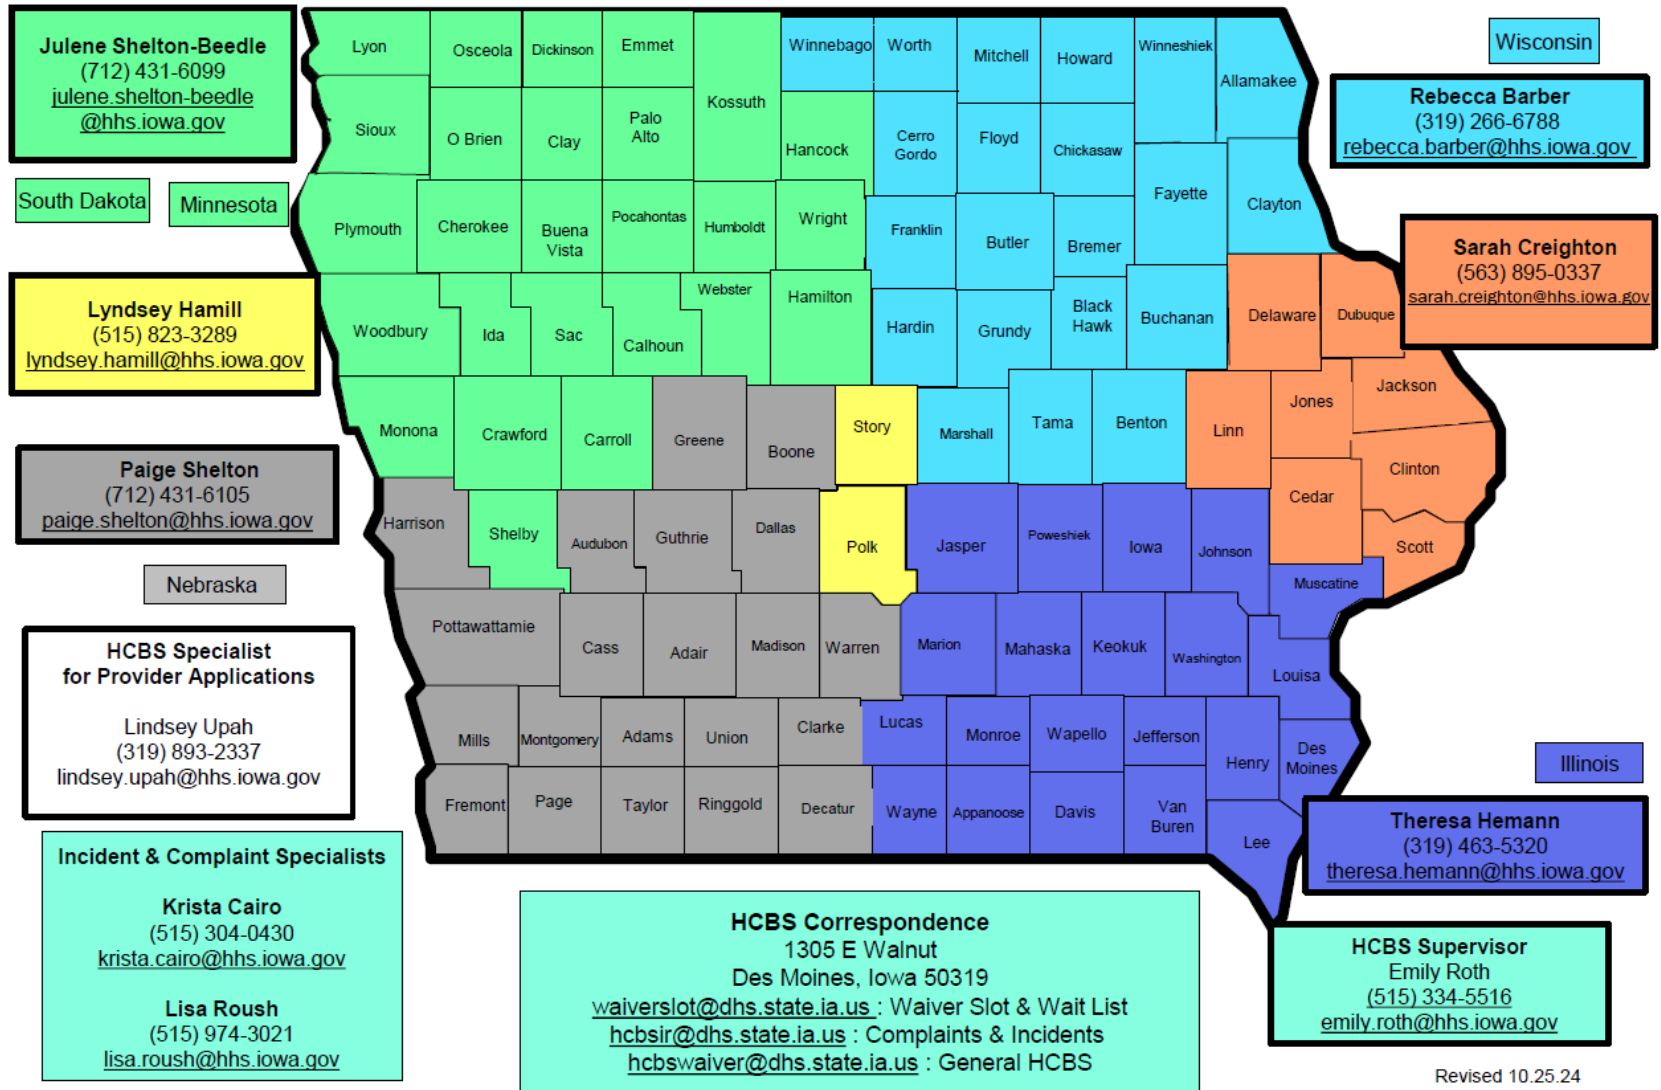 Julene Shelton-Beedle
(712) 431-6099
julene.shelton-beedle
@hhs.iowa.gov
South Dakota
Minnesota
Lyndsey Hamill
(515) 823-3289
lyndsey.hamill@hhs.iowa.gov
Paige Shelton
(712) 431-6105
paige.shelton@hhs.iowa.gov
Nebraska
HCBS Specialist
for Provider Applications
Lindsey Upah
(319) 893-2337
lindsey.upah@hhs.iowa.gov
Incident & Complaint Specialists
Krista Cairo
(515) 304-0430
krista.cairo@hhs.iowa.gov
Lisa Roush
(515) 974-3021
lisa.roush@hhs.iowa.gov
Lyon
Osceola
Dickinson
Emmet
Kossuth
Winnebago
Worth
Mitchell
Howard
Winneshiek
Allamakee
Sioux
O Brien
Clay
Palo
Alto
Hancock
Cerro
Gordo
Floyd
Chickasaw
Fayette
Clayton
Plymouth
Cherokee
Buena
Vista
Pocahontas
Humboldt
Wright
Franklin
Butler
Bremer
Woodbury
Ida
Sac
Calhoun
Webster
Hamilton
Hardin
Grundy
Black
Hawk
Buchanan
Delaware
Dubuque
Monona
Crawford
Carroll
Greene
Boone
Story
Marshall
Tama
Benton
Linn
Jones
Jackson
Clinton
Cedar
Harrison
Shelby
Audubon
Guthrie
Dallas
Polk
Jasper
Poweshiek
Iowa
Johnson
Scott
Muscatine
Pottawattamie
Cass
Adair
Madison
Warren
Marion
Mahaska
Keokuk
Washington
Louisa
Mills
Montgomery
Adams
Union
Clarke
Lucas
Monroe
Wapello
Jefferson
Henry
Des
Moines
Fremont
Page
Taylor
Ringgold
Decatur
Wayne
Appanoose
Davis
Van
Buren
Lee
Wisconsin
Rebecca Barber
(319) 266-6788
rebecca.barber@hhs.iowa.gov
Sarah Creighton
(563) 895-0337
sarah.creighton@hhs.iowa.gov
Illinois
Theresa Hemann
(319) 463-5320
theresa.hemann@hhs.iowa.gov
HCBS Correspondence
1305 E Walnut
Des Moines, Iowa 50319
waiverslot@dhs.state.ia.us : Waiver Slot & Wait List
hcbsir@dhs.state.ia.us : Complaints & Incidents
hcbswaiver@dhs.state.ia.us : General HCBS
HCBS Supervisor
Emily Roth
(515) 334-5516
emily.roth@hhs.iowa.gov
Revised 10.25.24